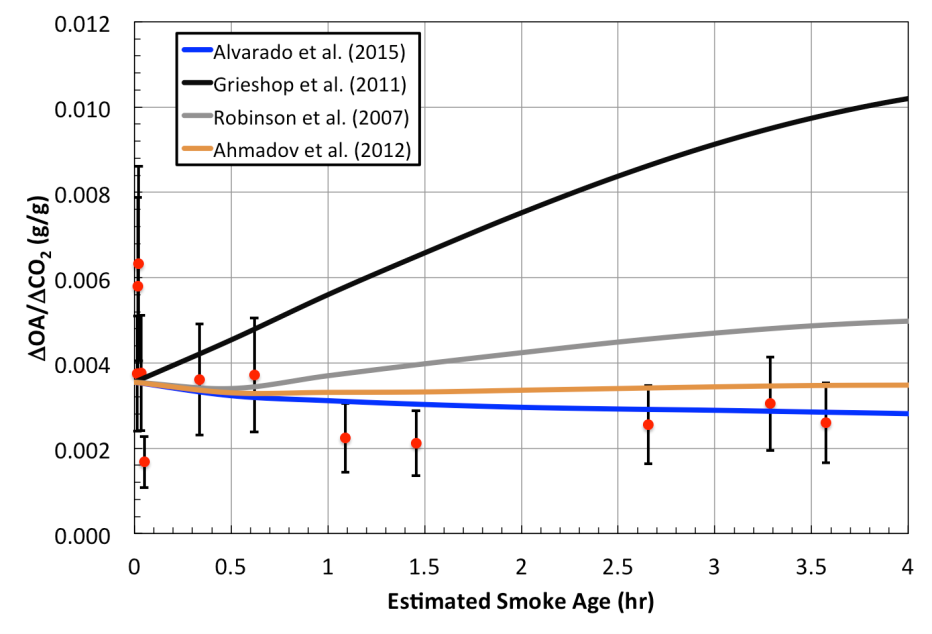 0.012
0.010
0.008
0.006
0.004
0.002
0.000
ΔOA/ΔCO₂ (g/g)
Alvarado et al. (2015)
Grieshop et al. (2011)
Robinson et al. (2007)
Ahmadov et al. (2012)
0 0.5 1 1.5 2 2.5 3 3.5 4
Estimated Smoke Age (hr)